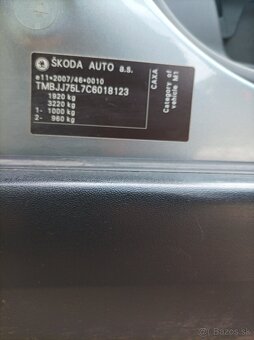 ŠKODA AUTO a.s.
e11*2007/46*0010
TMBJJ75L7C6018123
1920 kg
3220 kg
1- 1000 kg
2- 960 kg
CAXA
Category of
vehicle M1
Bazos.sk